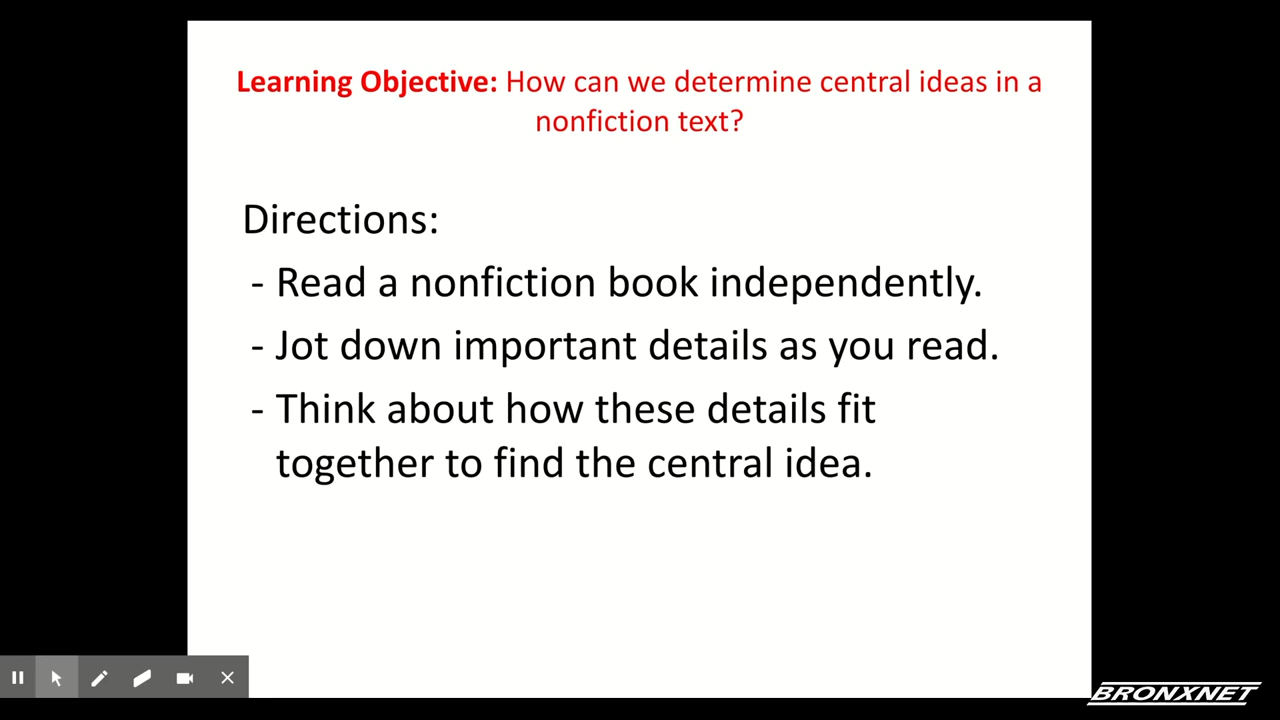 Learning Objective: How can we determine central ideas in a
nonfiction text?
Directions:
- Read a nonfiction book independently.
- Jot down important details as you read.
- Think about how these details fit
together to find the central idea.
BRONXNET